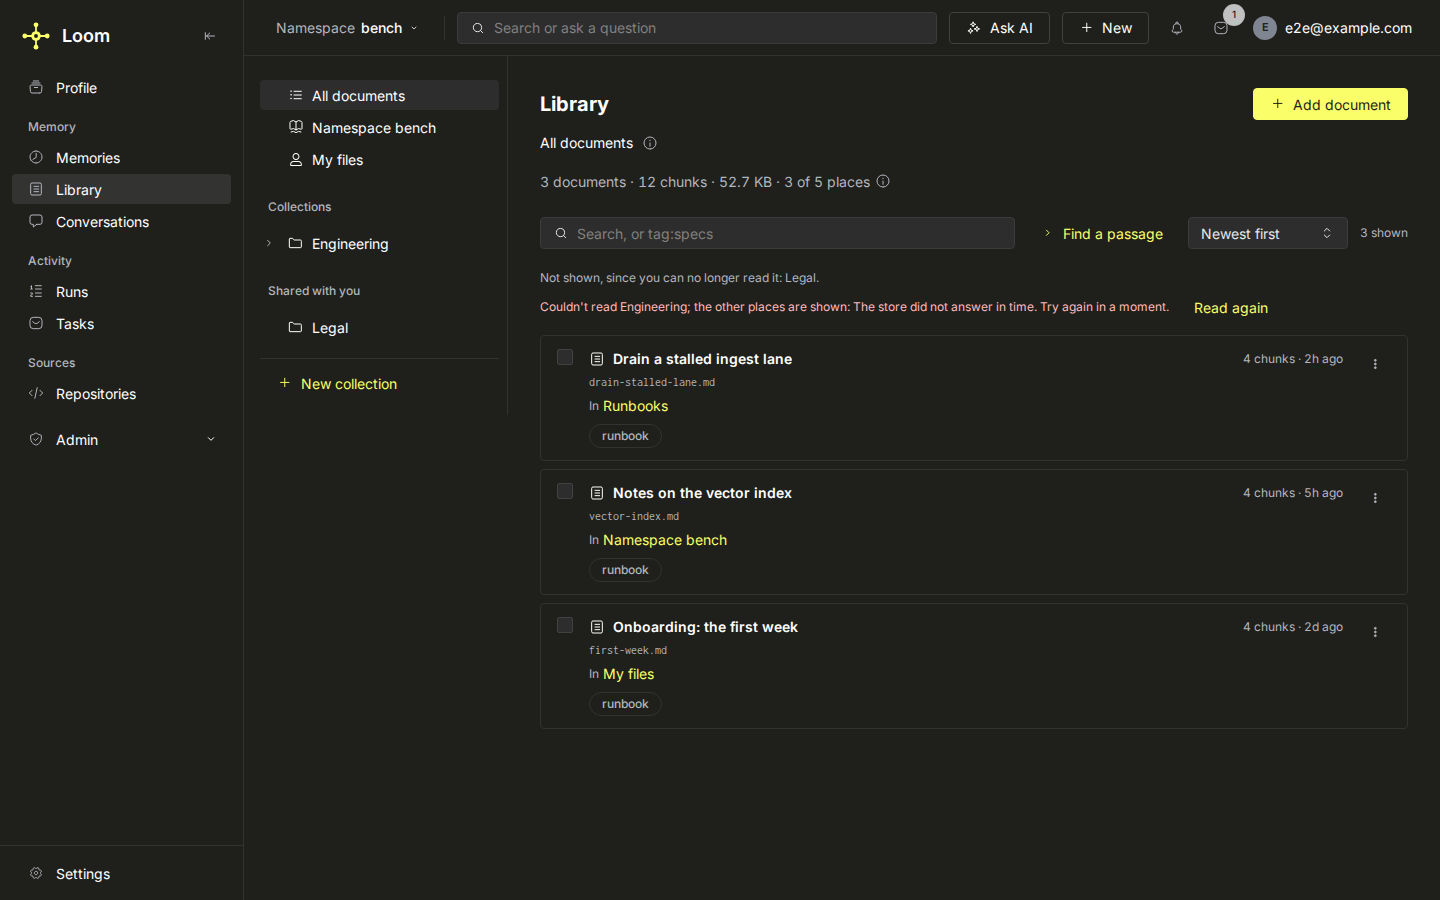 Loom
Profile
Memory
Memories
Library
Conversations
Activity
Runs
Tasks
Sources
Repositories
Admin
Settings
Namespace bench
Search or ask a question
Ask AI
New
1
E
e2e@example.com
All documents
Namespace bench
My files
Collections
Engineering
Shared with you
Legal
New collection
Library
Add document
All documents
3 documents · 12 chunks · 52.7 KB · 3 of 5 places
Search, or tag:specs
Find a passage
Newest first
3 shown
Not shown, since you can no longer read it: Legal.
Couldn't read Engineering; the other places are shown: The store did not answer in time. Try again in a moment.
Read again
Drain a stalled ingest lane
4 chunks · 2h ago
drain-stalled-lane.md
In Runbooks
runbook
Notes on the vector index
4 chunks · 5h ago
vector-index.md
In Namespace bench
runbook
Onboarding: the first week
4 chunks · 2d ago
first-week.md
In My files
runbook